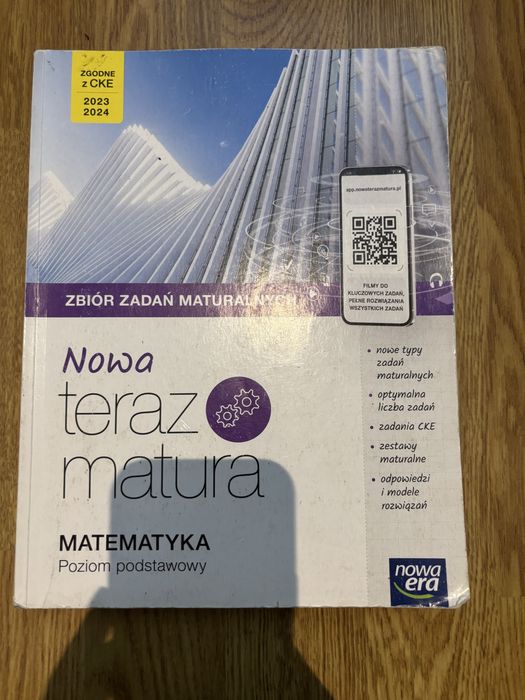 ZGODNE
z CKE
2023
2024
app.nowaterazmatura.pl
FILMY DO
KLUCZOWYCH ZADAŃ,
PEŁNE ROZWIĄZANIA
WSZYSTKICH ZADAŃ
ZBIÓR ZADAŃ MATURALNYCH
Nowa
teraz
matura
MATEMATYKA
Poziom podstawowy
• nowe typy
zadań
maturalnych
• optymalna
liczba zadań
• zadania CKE
• zestawy
maturalne
• odpowiedzi
i modele
rozwiązań
nowa
era